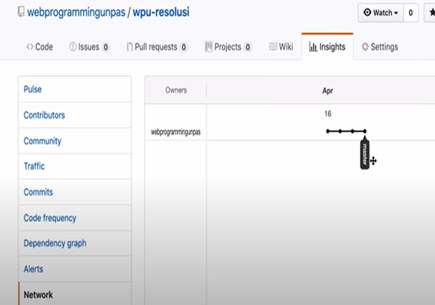 webprogrammingunpas / wpu-resolusi
Watch 0
Code Issues 0 Pull requests 0 Projects 0 Wiki Insights Settings
Pulse
Contributors
Community
Traffic
Commits
Code frequency
Dependency graph
Alerts
Network
Owners Apr
16
webprogrammingunpas
master